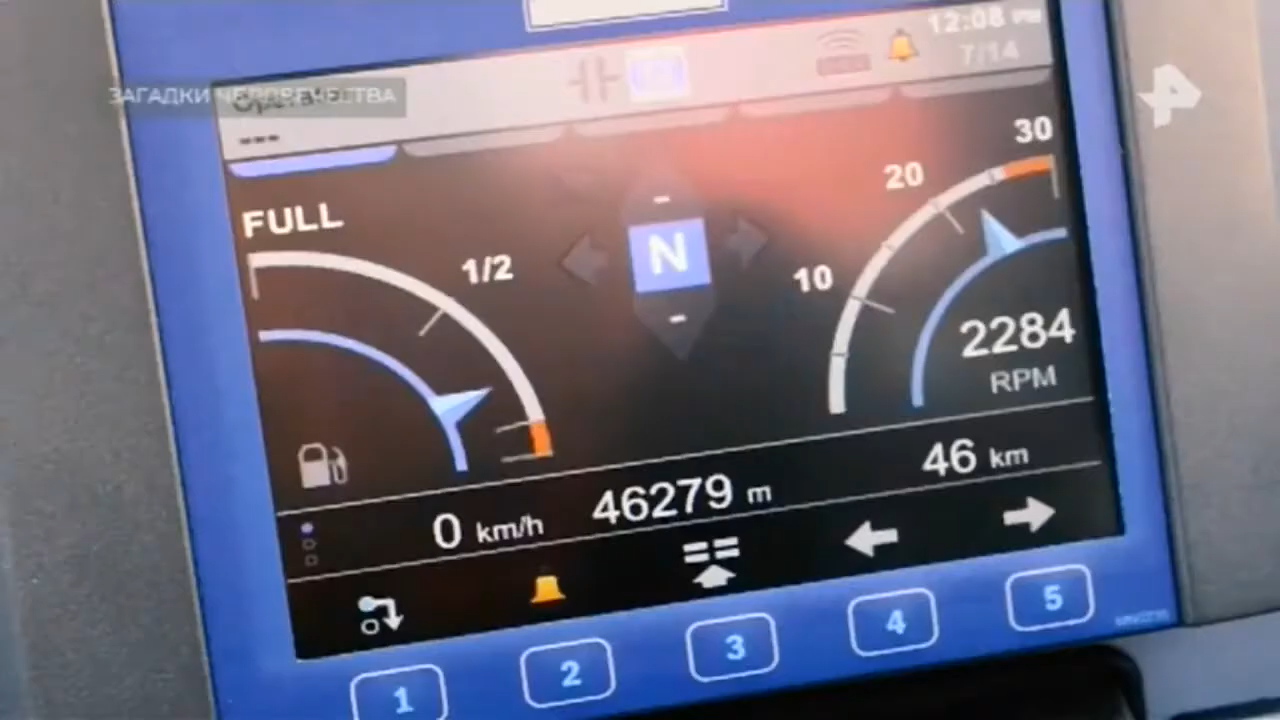 12:08 PM
7/14
ЗАГАДКИ ЧЕЛОВЕЧЕСТВА
---
30
FULL
20
-
1/2
N
10
-
2284
RPM
46 km
0 km/h 46279 m
1 2 3 4 5